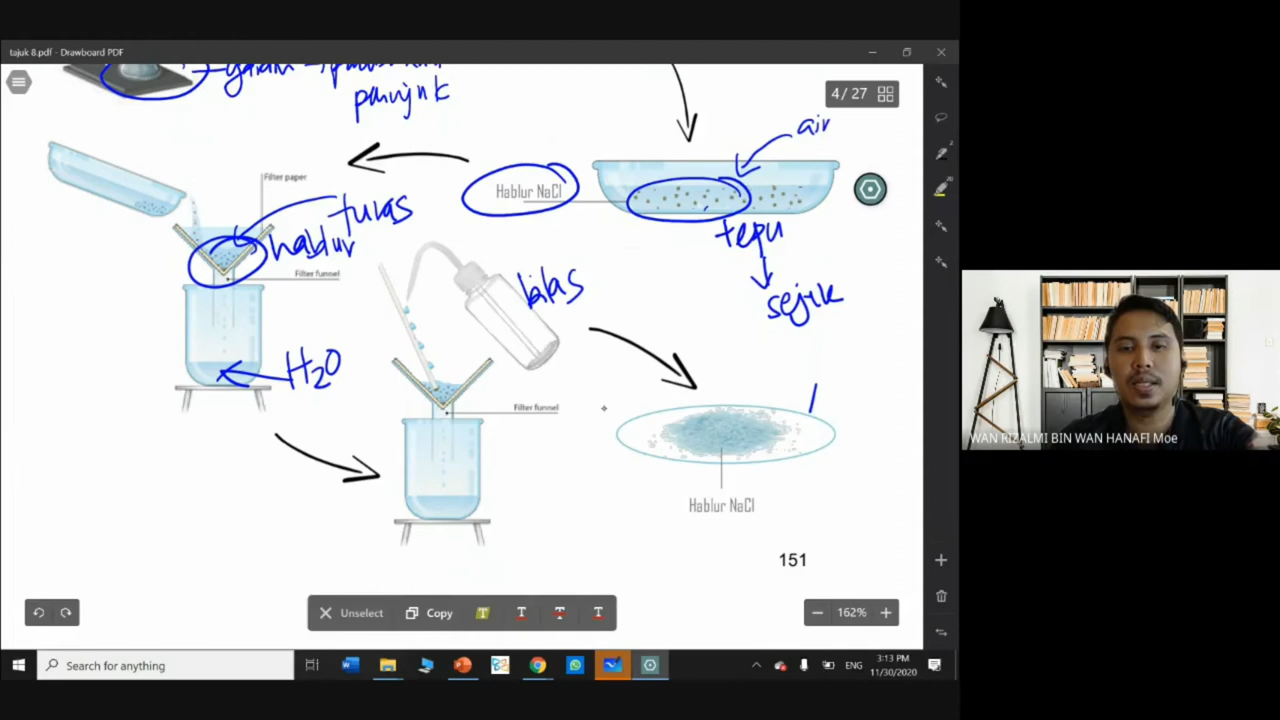 tajuk 8.pdf - Drawboard PDF
panjnk
4 / 27
air
Filter paper
Hablur NaCl
turas
hablur
tepu
Filter funnel
bilas
sejuk
H2O
Filter funnel
WAN RIZALMI BIN WAN HANAFI Moe
Hablur NaCl
151
Unselect
Copy
T
T
T
T
162%
Search for anything
ENG
3:13 PM
11/30/2020